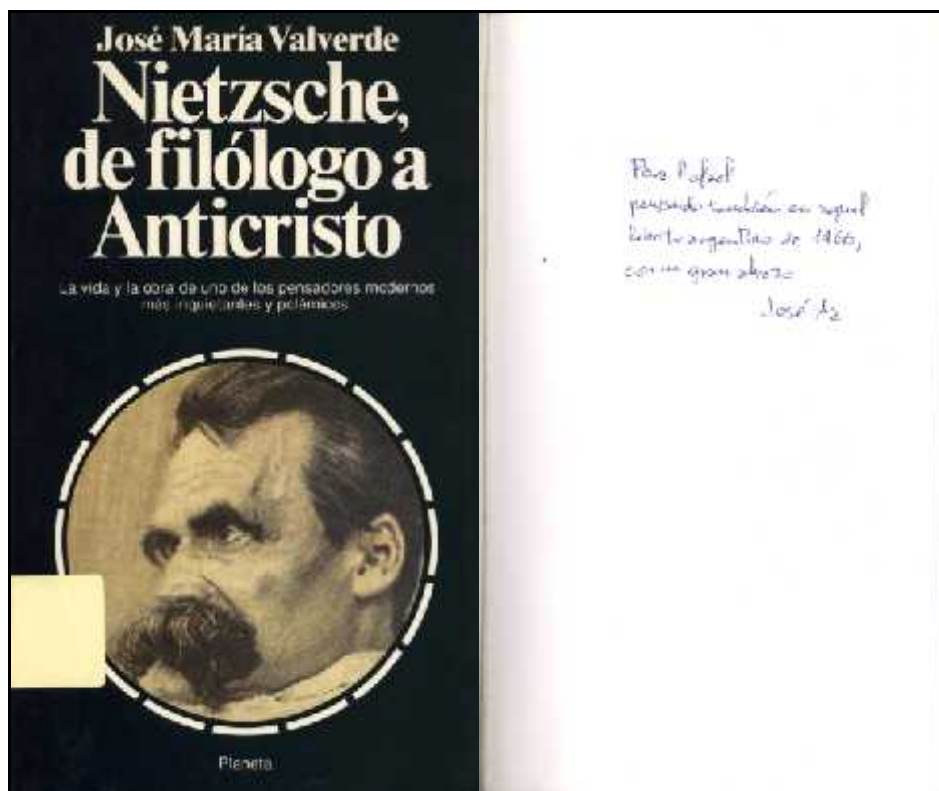 José María Valverde
Nietzsche,
de filólogo a
Anticristo
La vida y la obra de uno de los pensadores modernos
más inquietantes y polémicos
Planeta
Para Rafael
pensando también en aquel
argentino de 1966,
con un gran abrazo
José Mª